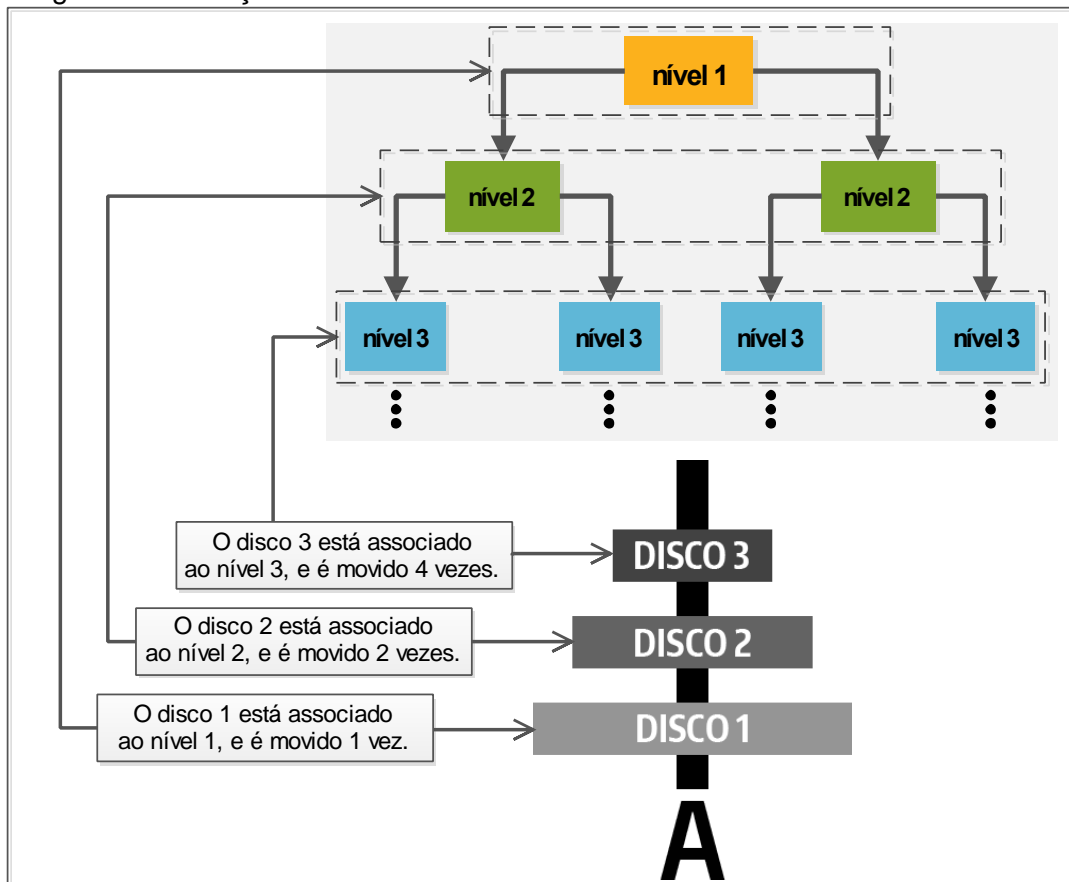 nível 1
nível 2
nível 2
nível 3
nível 3
nível 3
nível 3
O disco 3 está associado
ao nível 3, e é movido 4 vezes.
DISCO 3
O disco 2 está associado
ao nível 2, e é movido 2 vezes.
DISCO 2
O disco 1 está associado
ao nível 1, e é movido 1 vez.
DISCO 1
A